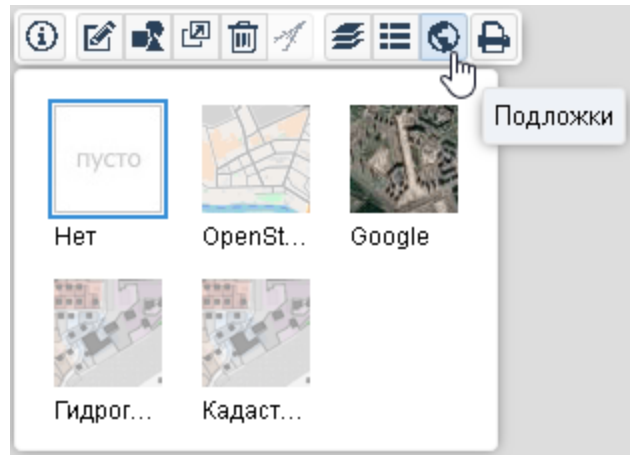 Подложки
пусто
Нет
OpenSt...
Google
Гидрог...
Кадаст...